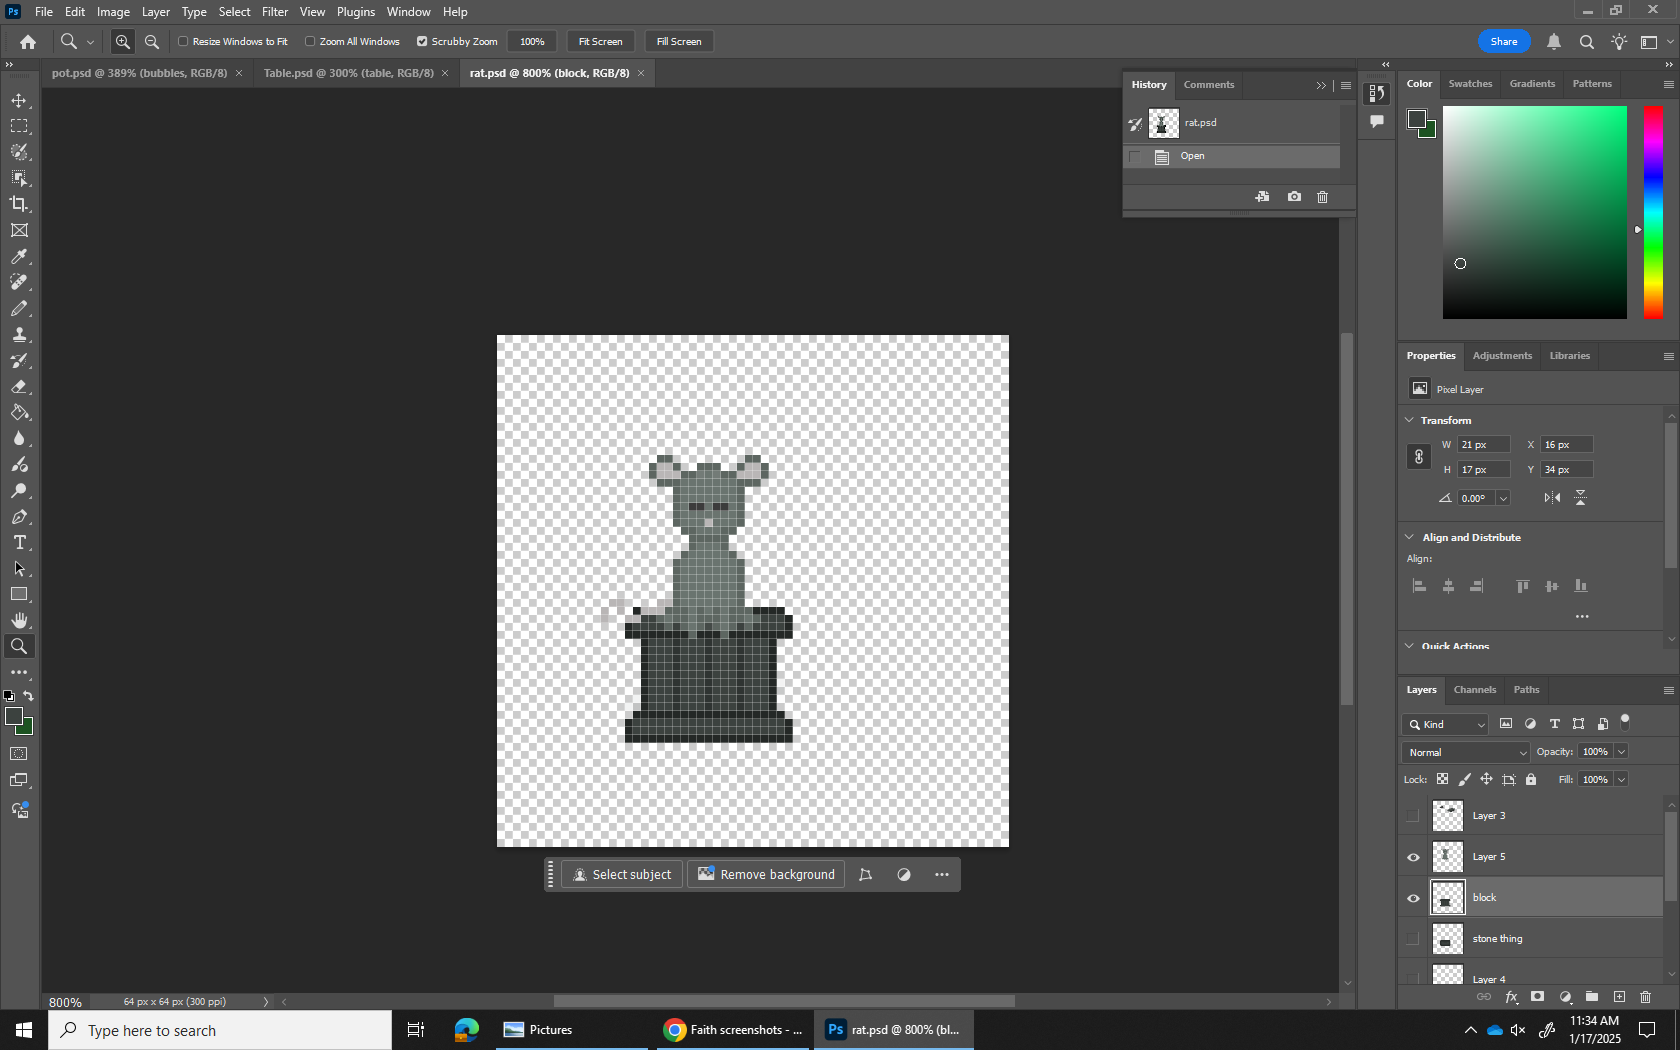 Ps File Edit Image Layer Type Select Filter View Plugins Window Help
Resize Windows to Fit Zoom All Windows Scrubby Zoom 100% Fit Screen Fill Screen Share
pot.psd @ 389% (bubbles, RGB/8) × Table.psd @ 300% (table, RGB/8) × rat.psd @ 800% (block, RGB/8) ×
History Comments
rat.psd
Open
Color Swatches Gradients Patterns
Properties Adjustments Libraries
Pixel Layer
Transform
W 21 px X 16 px
H 17 px Y 34 px
0.00°
Align and Distribute
Align:
Quick Actions
Layers Channels Paths
Kind
Normal Opacity: 100%
Lock: Fill: 100%
Layer 3
Layer 5
block
stone thing
Layer 4
Select subject Remove background
800% 64 px x 64 px (300 ppi)
Type here to search Pictures Faith screenshots - ... Ps rat.psd @ 800% (bl...
11:34 AM
1/17/2025